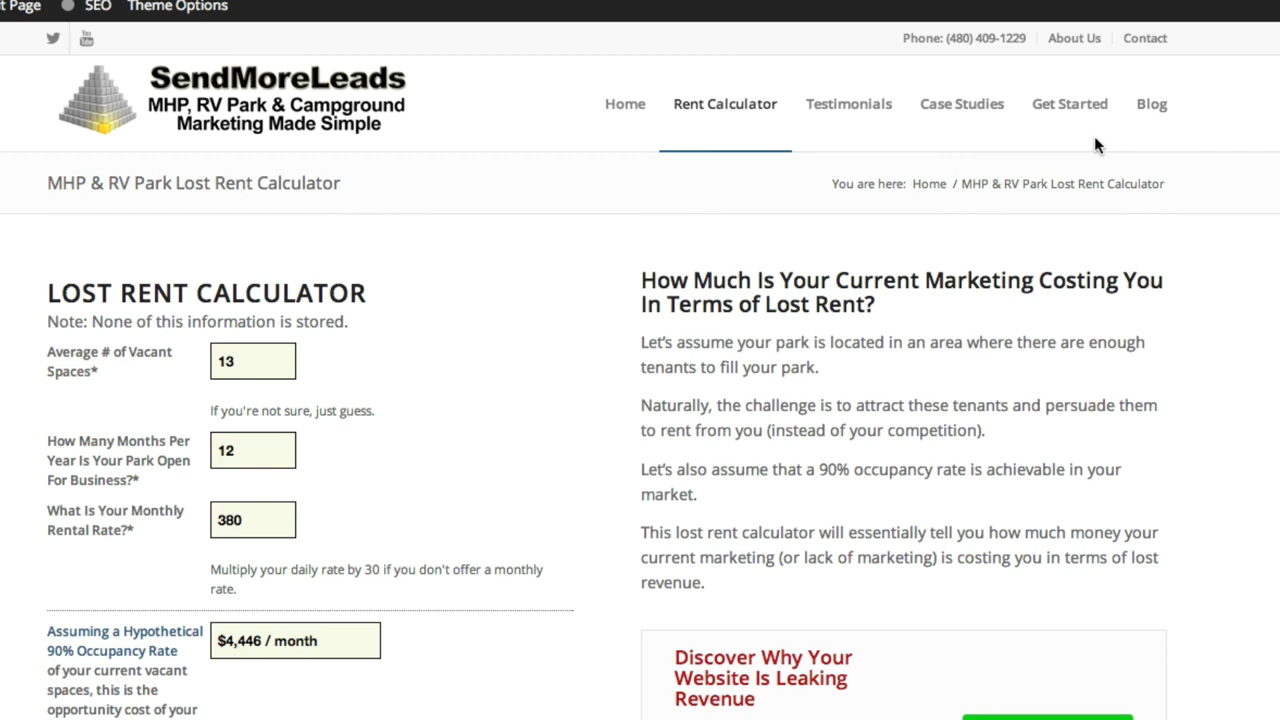 t Page SEO Theme Options
Phone: (480) 409-1229 About Us Contact
SendMoreLeads
MHP, RV Park & Campground
Marketing Made Simple
Home Rent Calculator Testimonials Case Studies Get Started Blog
MHP & RV Park Lost Rent Calculator
You are here: Home / MHP & RV Park Lost Rent Calculator
LOST RENT CALCULATOR
Note: None of this information is stored.
Average # of Vacant
Spaces*
13
If you're not sure, just guess.
How Many Months Per
Year Is Your Park Open
For Business?*
12
What Is Your Monthly
Rental Rate?*
380
Multiply your daily rate by 30 if you don't offer a monthly
rate.
Assuming a Hypothetical
90% Occupancy Rate
of your current vacant
spaces, this is the
opportunity cost of your
$4,446 / month
How Much Is Your Current Marketing Costing You
In Terms of Lost Rent?
Let’s assume your park is located in an area where there are enough
tenants to fill your park.
Naturally, the challenge is to attract these tenants and persuade them
to rent from you (instead of your competition).
Let’s also assume that a 90% occupancy rate is achievable in your
market.
This lost rent calculator will essentially tell you how much money your
current marketing (or lack of marketing) is costing you in terms of lost
revenue.
Discover Why Your
Website Is Leaking
Revenue